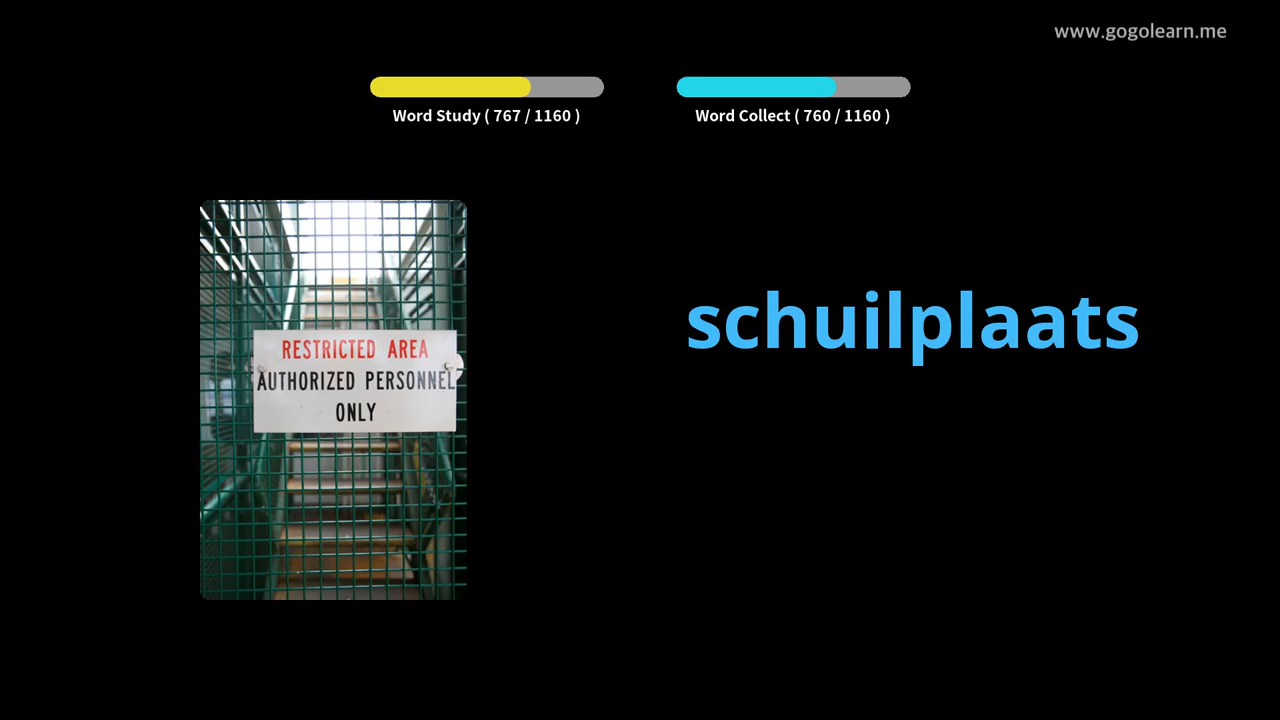 www.gogolearn.me
Word Study ( 767 / 1160 )
Word Collect ( 760 / 1160 )
RESTRICTED AREA
AUTHORIZED PERSONNEL
ONLY
schuilplaats